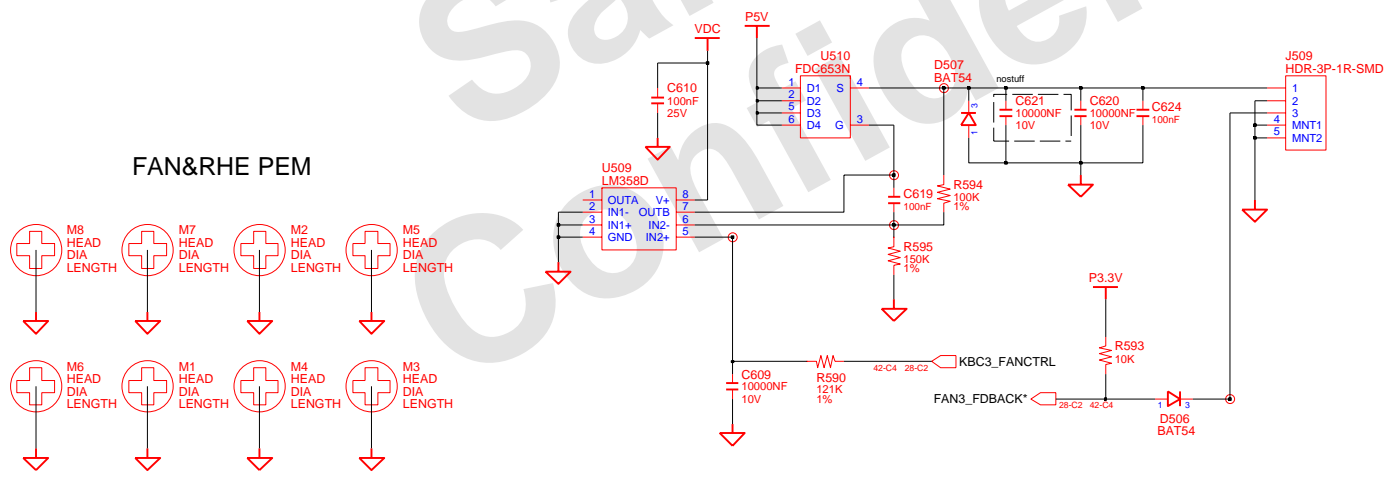 Sa
Confide
FAN&RHE PEM
M8
HEAD
DIA
LENGTH
M7
HEAD
DIA
LENGTH
M2
HEAD
DIA
LENGTH
M5
HEAD
DIA
LENGTH
M6
HEAD
DIA
LENGTH
M1
HEAD
DIA
LENGTH
M4
HEAD
DIA
LENGTH
M3
HEAD
DIA
LENGTH
VDC
C610
100nF
25V
P5V
U510
FDC653N
1 D1 S 4
2 D2
5 D3
6 D4 G 3
D507
BAT54
3
1
nostuff
C621
10000NF
10V
C620
10000NF
10V
C624
100nF
J509
HDR-3P-1R-SMD
1
2
3
4 MNT1
5 MNT2
U509
LM358D
1 OUTA V+ 8
2 IN1- OUTB 7
3 IN1+ IN2- 6
4 GND IN2+ 5
C619
100nF
R594
100K
1%
R595
150K
1%
C609
10000NF
10V
R590
121K
1%
42-C4 28-C2
KBC3_FANCTRL
P3.3V
R593
10K
FAN3_FDBACK*
28-C2 42-C4
1 3
D506
BAT54